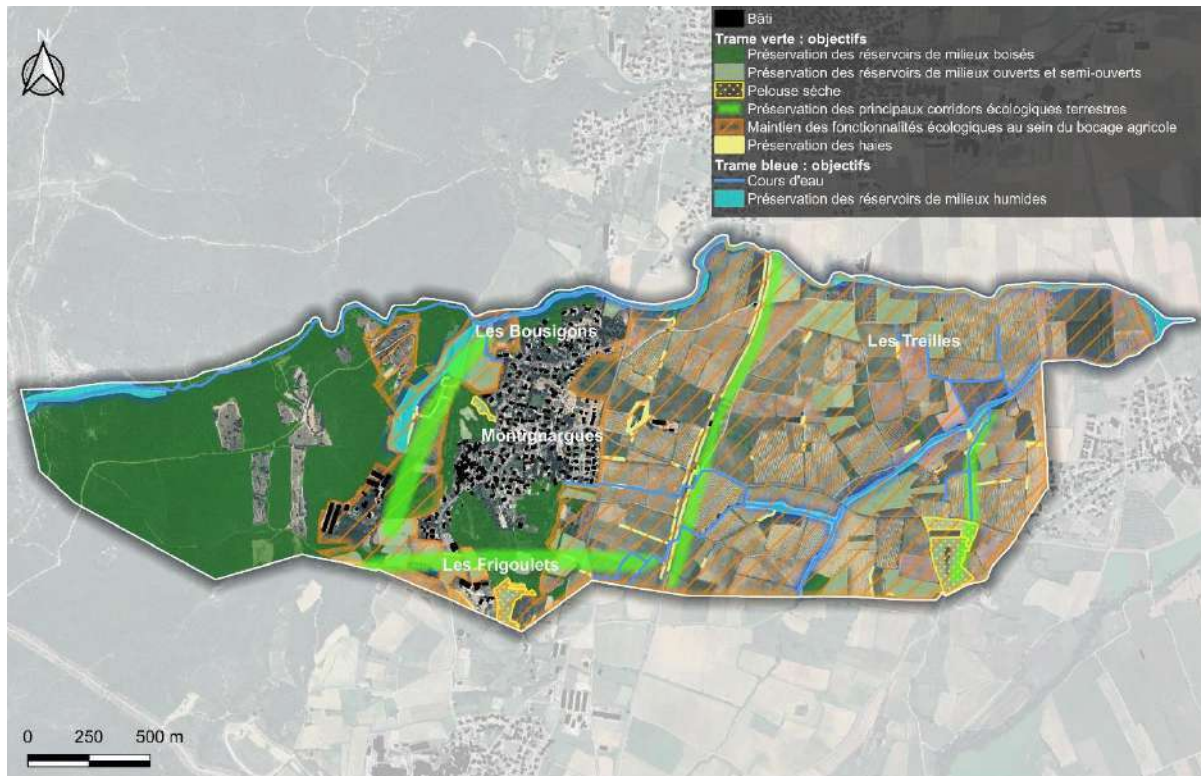 N
Bâti
Trame verte : objectifs
Préservation des réservoirs de milieux boisés
Préservation des réservoirs de milieux ouverts et semi-ouverts
Pelouse sèche
Préservation des principaux corridors écologiques terrestres
Maintien des fonctionnalités écologiques au sein du bocage agricole
Préservation des haies
Trame bleue : objectifs
Cours d'eau
Préservation des réservoirs de milieux humides
Les Bousigons
Les Treilles
Montignargues
Les Frigoulets
0 250 500 m